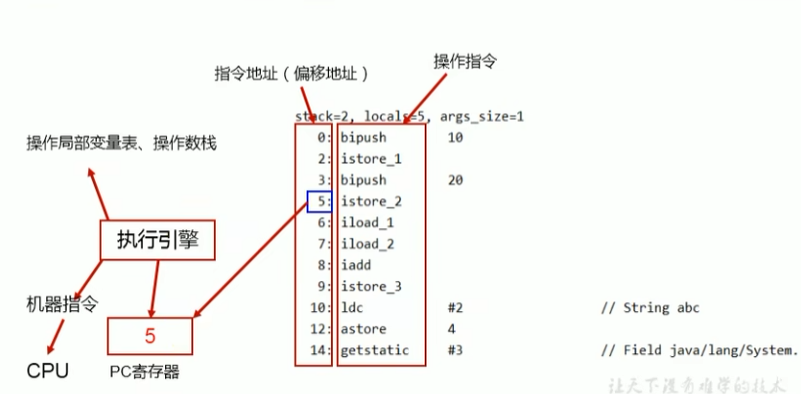 操作指令
指令地址（偏移地址）
stack=2, locals=5, args_size=1
0: bipush 10
2: istore_1
3: bipush 20
5: istore_2
6: iload_1
7: iload_2
8: iadd
9: istore_3
10: ldc #2 // String abc
12: astore 4
14: getstatic #3 // Field java/lang/System.
操作局部变量表、操作数栈
执行引擎
机器指令
5
CPU
PC寄存器
让天下没有难学的技术